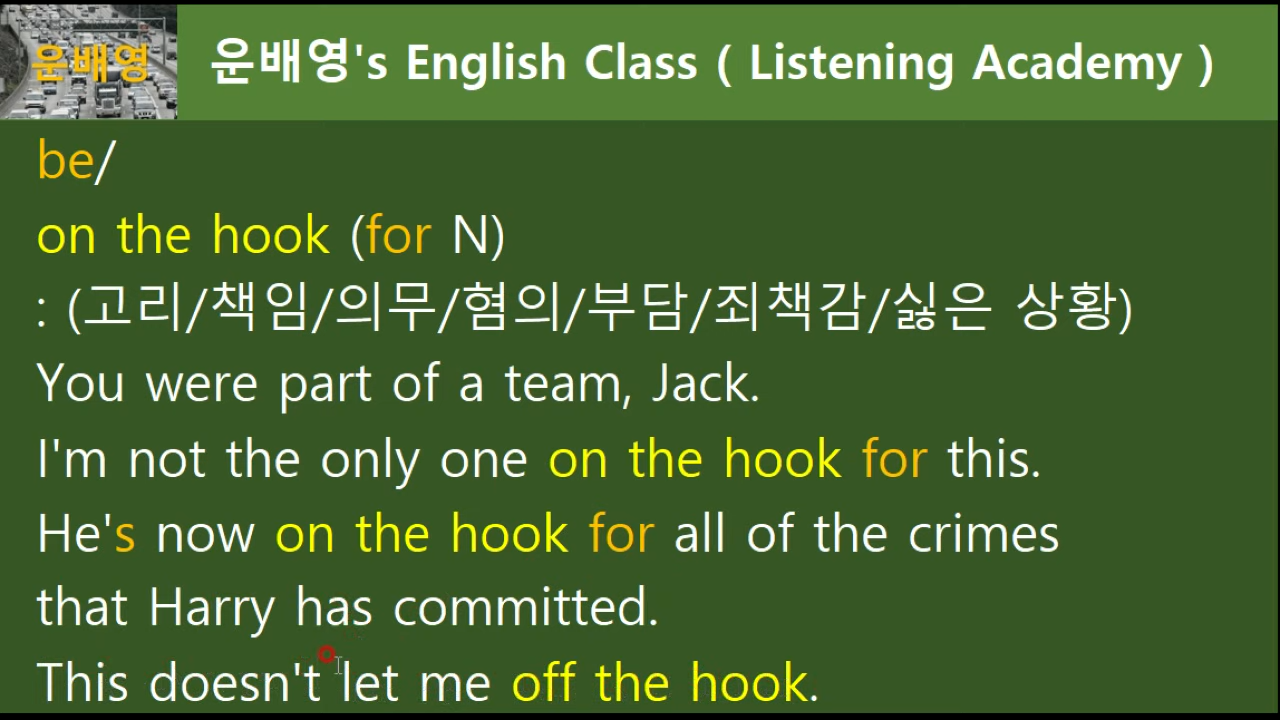 운배영
운배영's English Class ( Listening Academy )
be/
on the hook (for N)
: (고리/책임/의무/혐의/부담/죄책감/싫은 상황)
You were part of a team, Jack.
I'm not the only one on the hook for this.
He's now on the hook for all of the crimes
that Harry has committed.
This doesn't let me off the hook.